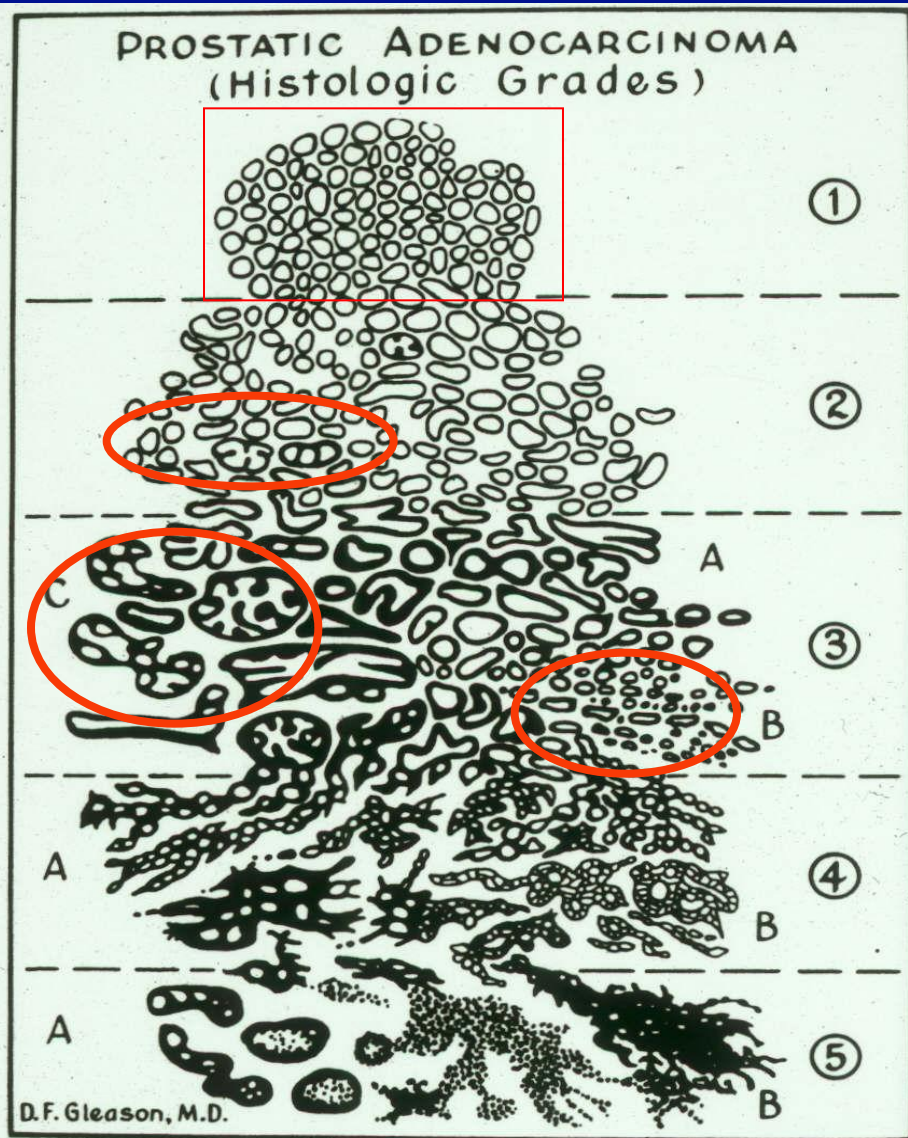 PROSTATIC ADENOCARCINOMA
(Histologic Grades)
1
2
A
C
3
B
A
4
B
A
5
B
D.F. Gleason, M.D.